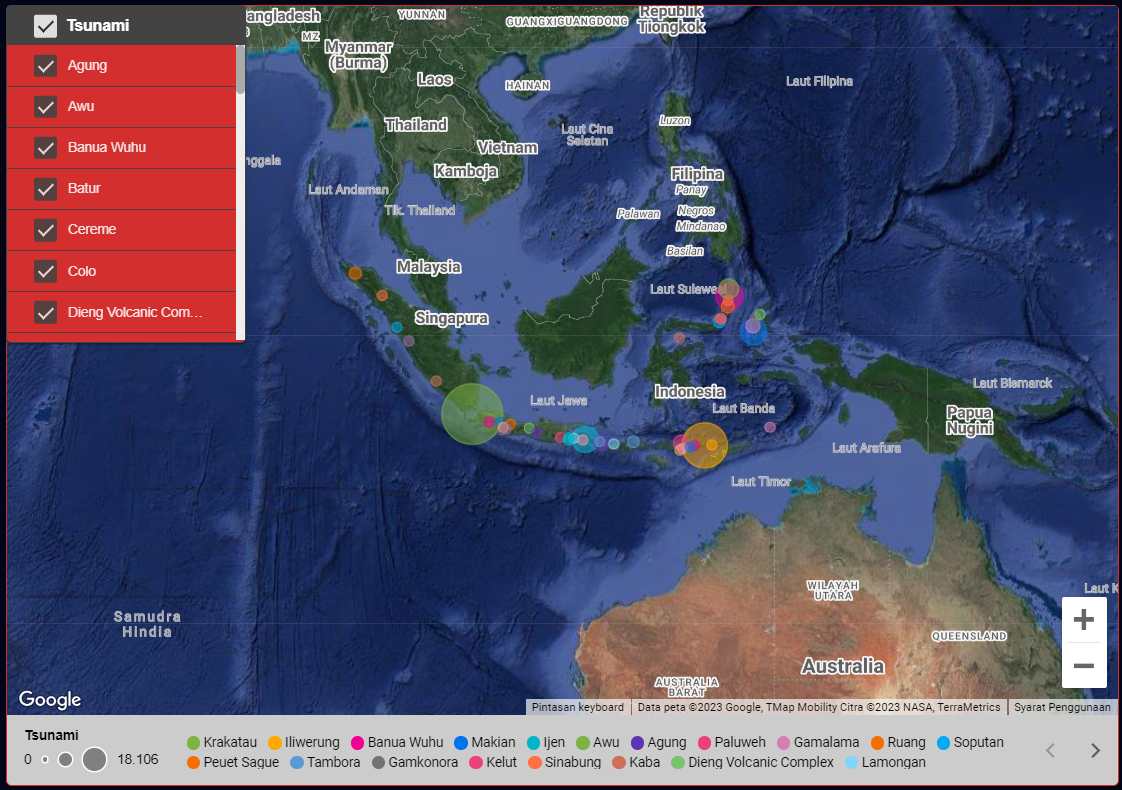 Tsunami
Agung
Awu
Banua Wuhu
Batur
Cereme
Colo
Dieng Volcanic Com...
angladesh
MZ
Myanmar
(Burma)
YUNNAN
GUANGXI
GUANGDONG
Republik
Tiongkok
Laos
HAINAN
Thailand
Vietnam
Kamboja
Laut Cina
Selatan
Luzon
Laut Filipina
nggala
Laut Andaman
Tlk. Thailand
Filipina
Panay
Palawan
Negros
Mindanao
Basilan
Malaysia
Laut Sulawesi
Singapura
Indonesia
Laut Jawa
Laut Banda
Laut Bismarck
Papua
Nugini
Laut Arafura
Laut Timor
Laut K
WILAYAH
UTARA
Samudra
Hindia
QUEENSLAND
Australia
AUSTRALIA
BARAT
Google
Pintasan keyboard
Data peta ©2023 Google, TMap Mobility Citra ©2023 NASA, TerraMetrics
Syarat Penggunaan
Tsunami
0 18.106
Krakatau Iliwerung Banua Wuhu Makian Ijen Awu Agung Paluweh Gamalama Ruang Soputan
Peuet Sague Tambora Gamkonora Kelut Sinabung Kaba Dieng Volcanic Complex Lamongan